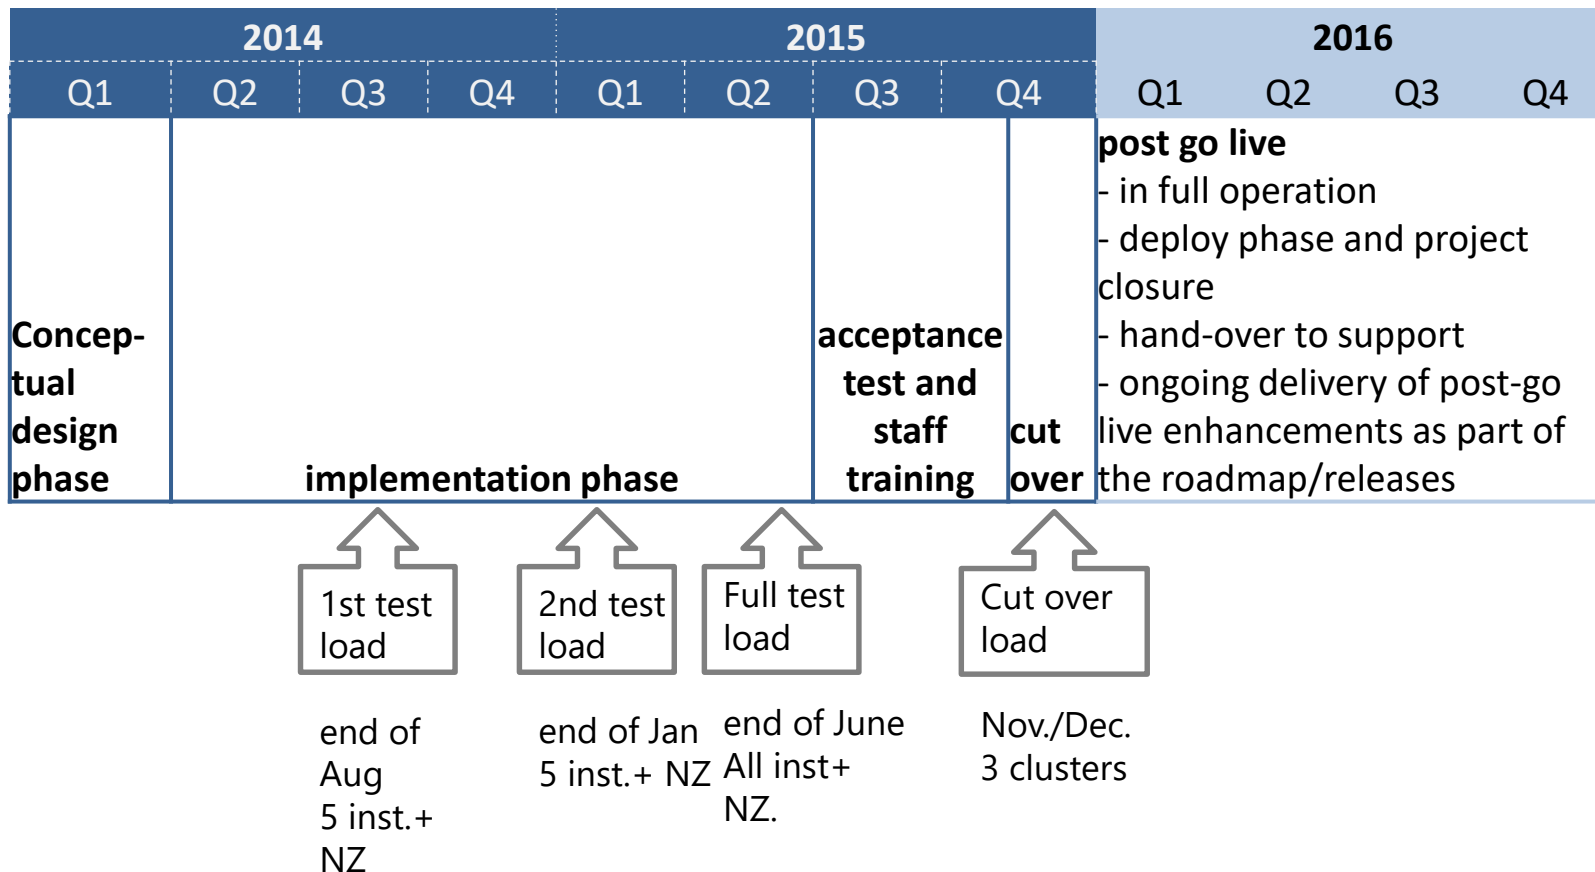 2014 2015 2016
Q1 Q2 Q3 Q4 Q1 Q2 Q3 Q4 Q1 Q2 Q3 Q4
Concep-
tual
design
phase
implementation phase
acceptance
test and
staff
training
cut
over
post go live
- in full operation
- deploy phase and project
closure
- hand-over to support
- ongoing delivery of post-go
live enhancements as part of
the roadmap/releases
1st test
load
end of
Aug
5 inst.+
NZ
2nd test
load
end of Jan
5 inst.+ NZ
Full test
load
end of June
All inst+
NZ.
Cut over
load
Nov./Dec.
3 clusters